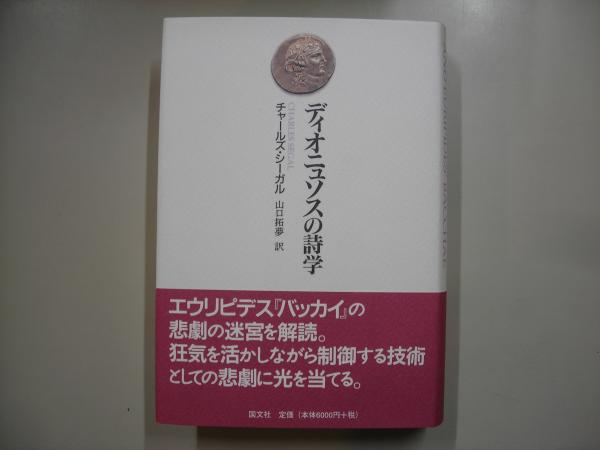 ディオニュソスの詩学
CHARLES SEGAL
チャールズ・シーガル
山口拓夢 訳
エウリピデス『バッカイ』の
悲劇の迷宮を解読。
狂気を活かしながら制御する技術
としての悲劇に光を当てる。
国文社 定価(本体6000円+税)